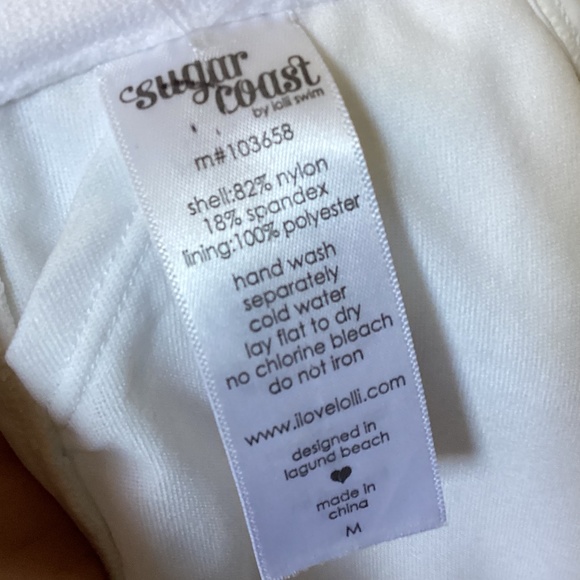 sugar
coast
by lolli swim
m#103658
shell:82% nylon
18% spandex
lining:100% polyester
hand wash
separately
cold water
lay flat to dry
no chlorine bleach
do not iron
www.ilovelolli.com
designed in
lagund beach
made in
china
M